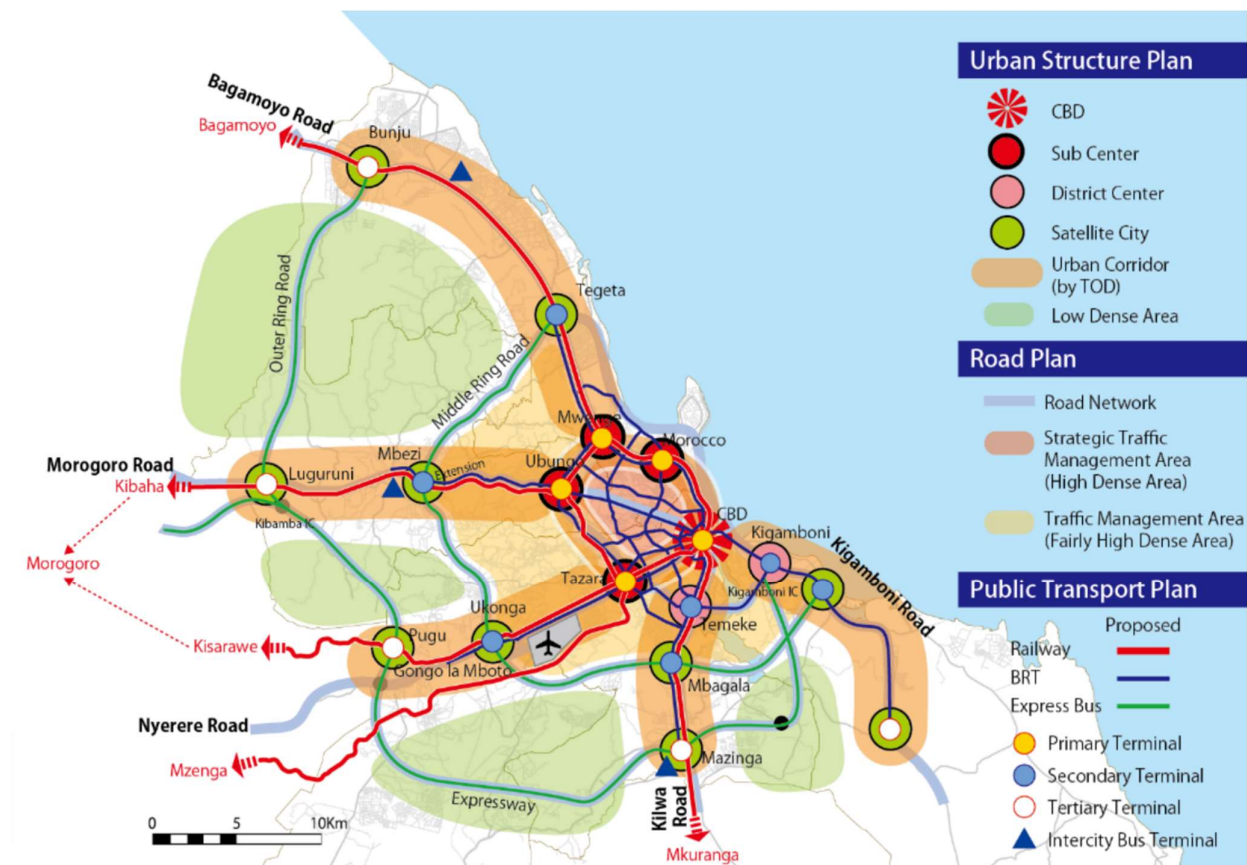 Bagamoyo Road
Bagamoyo
Bunju
Outer Ring Road
Tegeta
Middle Ring Road
Mwenge
Morocco
Mbezi
Ubungo
Extension
Morogoro Road
Kibaha
Luguruni
Kibamba IC
CBD
Kigamboni
Morogoro
Tazara
Kigamboni IC
Kigamboni Road
Ukonga
Temeke
Pugu
Kisarawe
Gongo la Mboto
Mbagala
Nyerere Road
Mzenga
Mazinga
Expressway
Kilwa
Road
Mkuranga
0 5 10Km
Urban Structure Plan
CBD
Sub Center
District Center
Satellite City
Urban Corridor
(by TOD)
Low Dense Area
Road Plan
Road Network
Strategic Traffic
Management Area
(High Dense Area)
Traffic Management Area
(Fairly High Dense Area)
Public Transport Plan
Proposed
Railway
BRT
Express Bus
Primary Terminal
Secondary Terminal
Tertiary Terminal
Intercity Bus Terminal